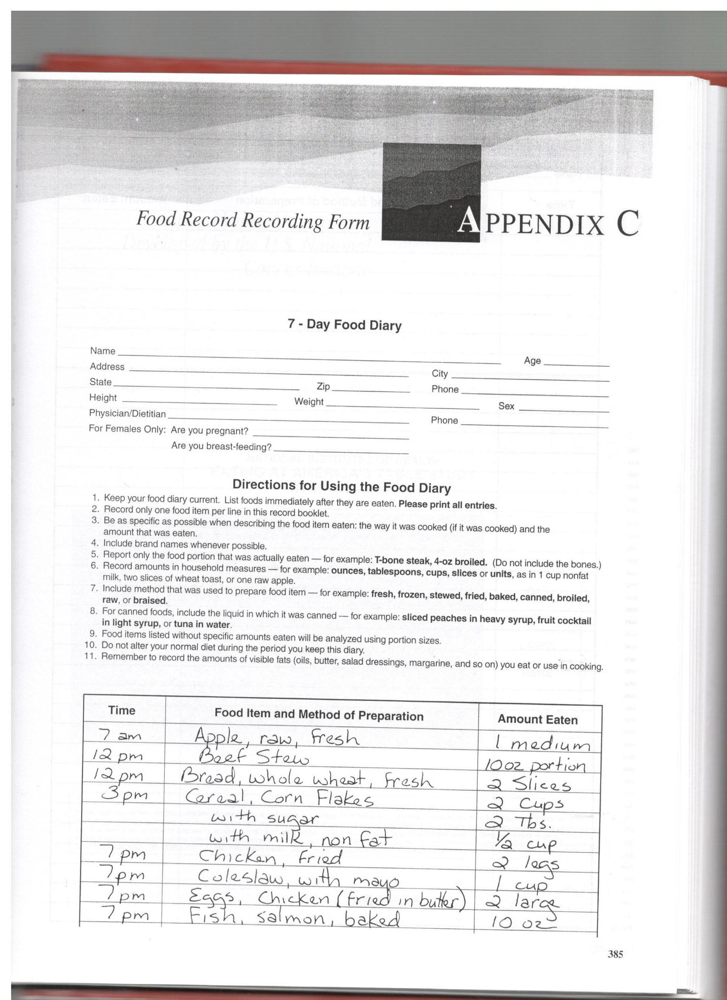 Food Record Recording Form
APPENDIX C
7 - Day Food Diary
Name Age
Address City
State Zip Phone
Height Weight Sex
Physician/Dietitian Phone
For Females Only: Are you pregnant?
Are you breast-feeding?
Directions for Using the Food Diary
1. Keep your food diary current. List foods immediately after they are eaten. Please print all entries.
2. Record only one food item per line in this record booklet.
3. Be as specific as possible when describing the food item eaten: the way it was cooked (if it was cooked) and the
amount that was eaten.
4. Include brand names whenever possible.
5. Report only the food portion that was actually eaten — for example: T-bone steak, 4-oz broiled. (Do not include the bones.)
6. Record amounts in household measures — for example: ounces, tablespoons, cups, slices or units, as in 1 cup nonfat
milk, two slices of wheat toast, or one raw apple.
7. Include method that was used to prepare food item — for example: fresh, frozen, stewed, fried, baked, canned, broiled,
raw, or braised.
8. For canned foods, include the liquid in which it was canned — for example: sliced peaches in heavy syrup, fruit cocktail
in light syrup, or tuna in water.
9. Food items listed without specific amounts eaten will be analyzed using portion sizes.
10. Do not alter your normal diet during the period you keep this diary.
11. Remember to record the amounts of visible fats (oils, butter, salad dressings, margarine, and so on) you eat or use in cooking.
Time Food Item and Method of Preparation Amount Eaten
7 am Apple, raw, fresh 1 medium
12 pm Beef Stew 10 oz portion
12 pm Bread, whole wheat, fresh 2 Slices
3 pm Cereal, Corn Flakes 2 Cups
with sugar 2 Tbs.
with milk, non fat 1/2 cup
7 pm Chicken, fried 2 legs
7 pm Coleslaw, with mayo 1 cup
7 pm Eggs, Chicken (fried in butter) 2 large
7 pm Fish, salmon, baked 10 oz
385